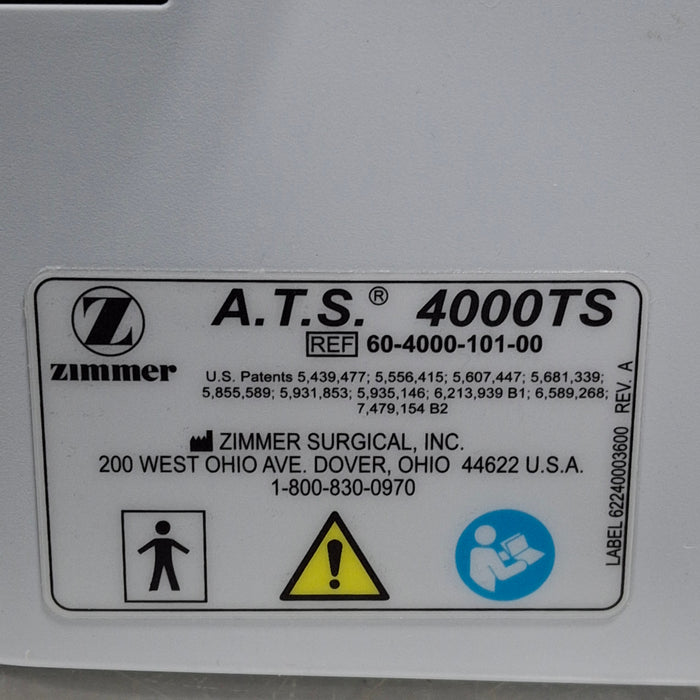 Z
zimmer
A.T.S.® 4000TS
REF 60-4000-101-00
U.S. Patents 5,439,477; 5,556,415; 5,607,447; 5,681,339;
5,855,589; 5,931,853; 5,935,146; 6,213,939 B1; 6,589,268;
7,479,154 B2
ZIMMER SURGICAL, INC.
200 WEST OHIO AVE. DOVER, OHIO 44622 U.S.A.
1-800-830-0970
!
LABEL 62240003600 REV. A